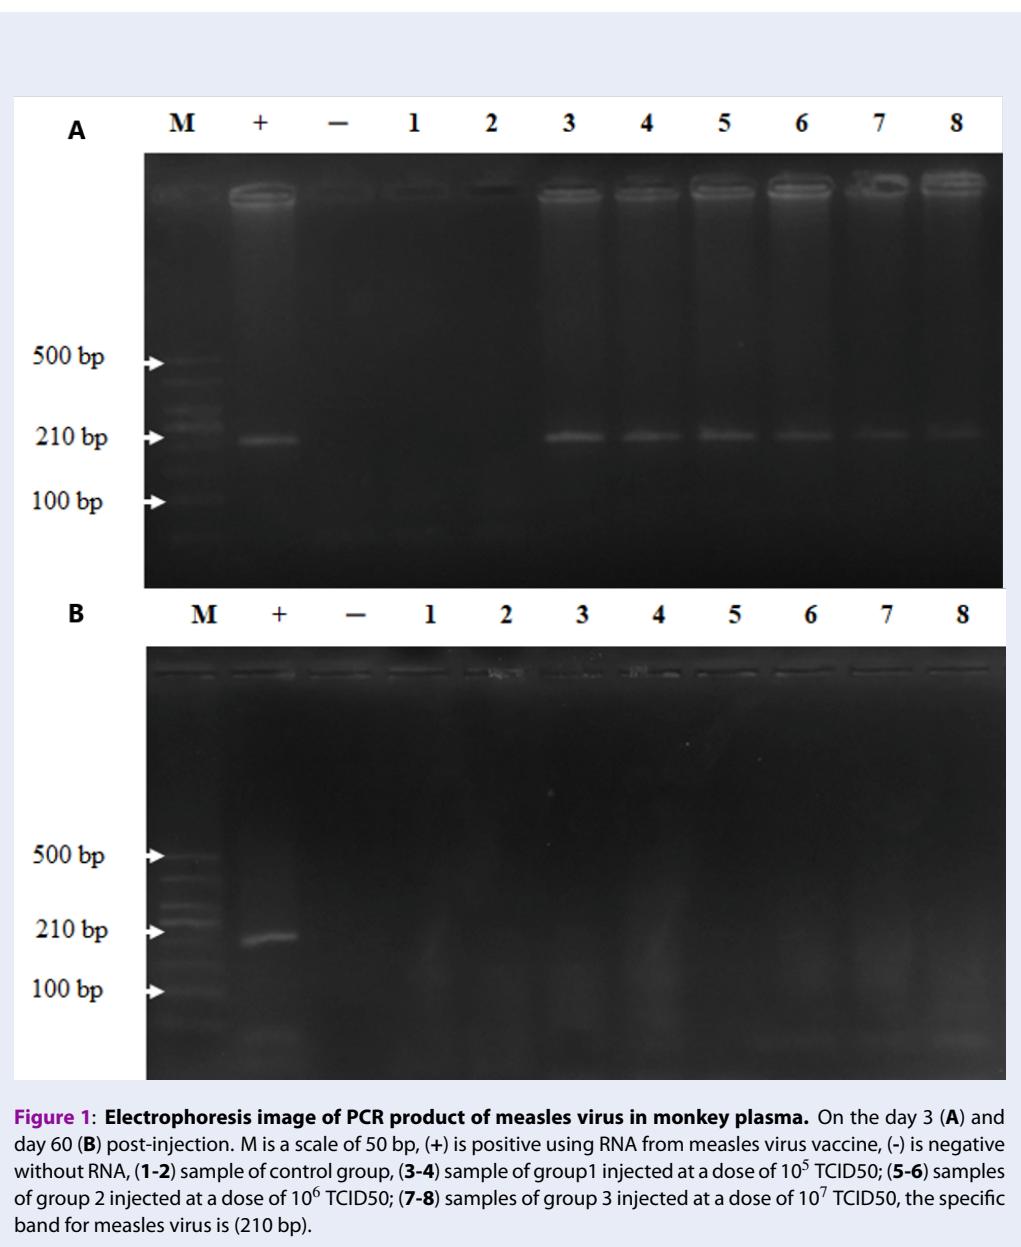 A M + — 1 2 3 4 5 6 7 8
500 bp
210 bp
100 bp
B M + — 1 2 3 4 5 6 7 8
500 bp
210 bp
100 bp
Figure 1: Electrophoresis image of PCR product of measles virus in monkey plasma. On the day 3 (A) and
day 60 (B) post-injection. M is a scale of 50 bp, (+) is positive using RNA from measles virus vaccine, (-) is negative
without RNA, (1-2) sample of control group, (3-4) sample of group1 injected at a dose of 10⁵ TCID50; (5-6) samples
of group 2 injected at a dose of 10⁶ TCID50; (7-8) samples of group 3 injected at a dose of 10⁷ TCID50, the specific
band for measles virus is (210 bp).